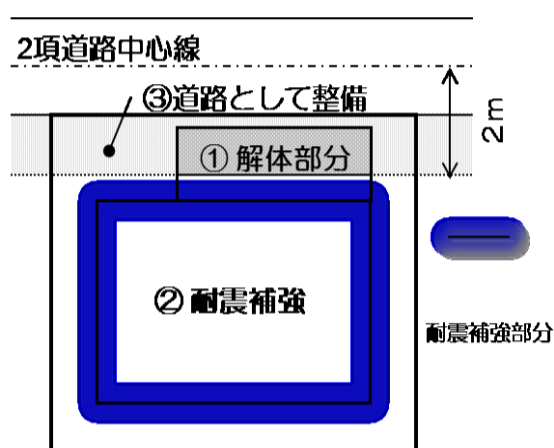 2項道路中心線
③道路として整備
2m
①解体部分
②耐震補強
耐震補強部分